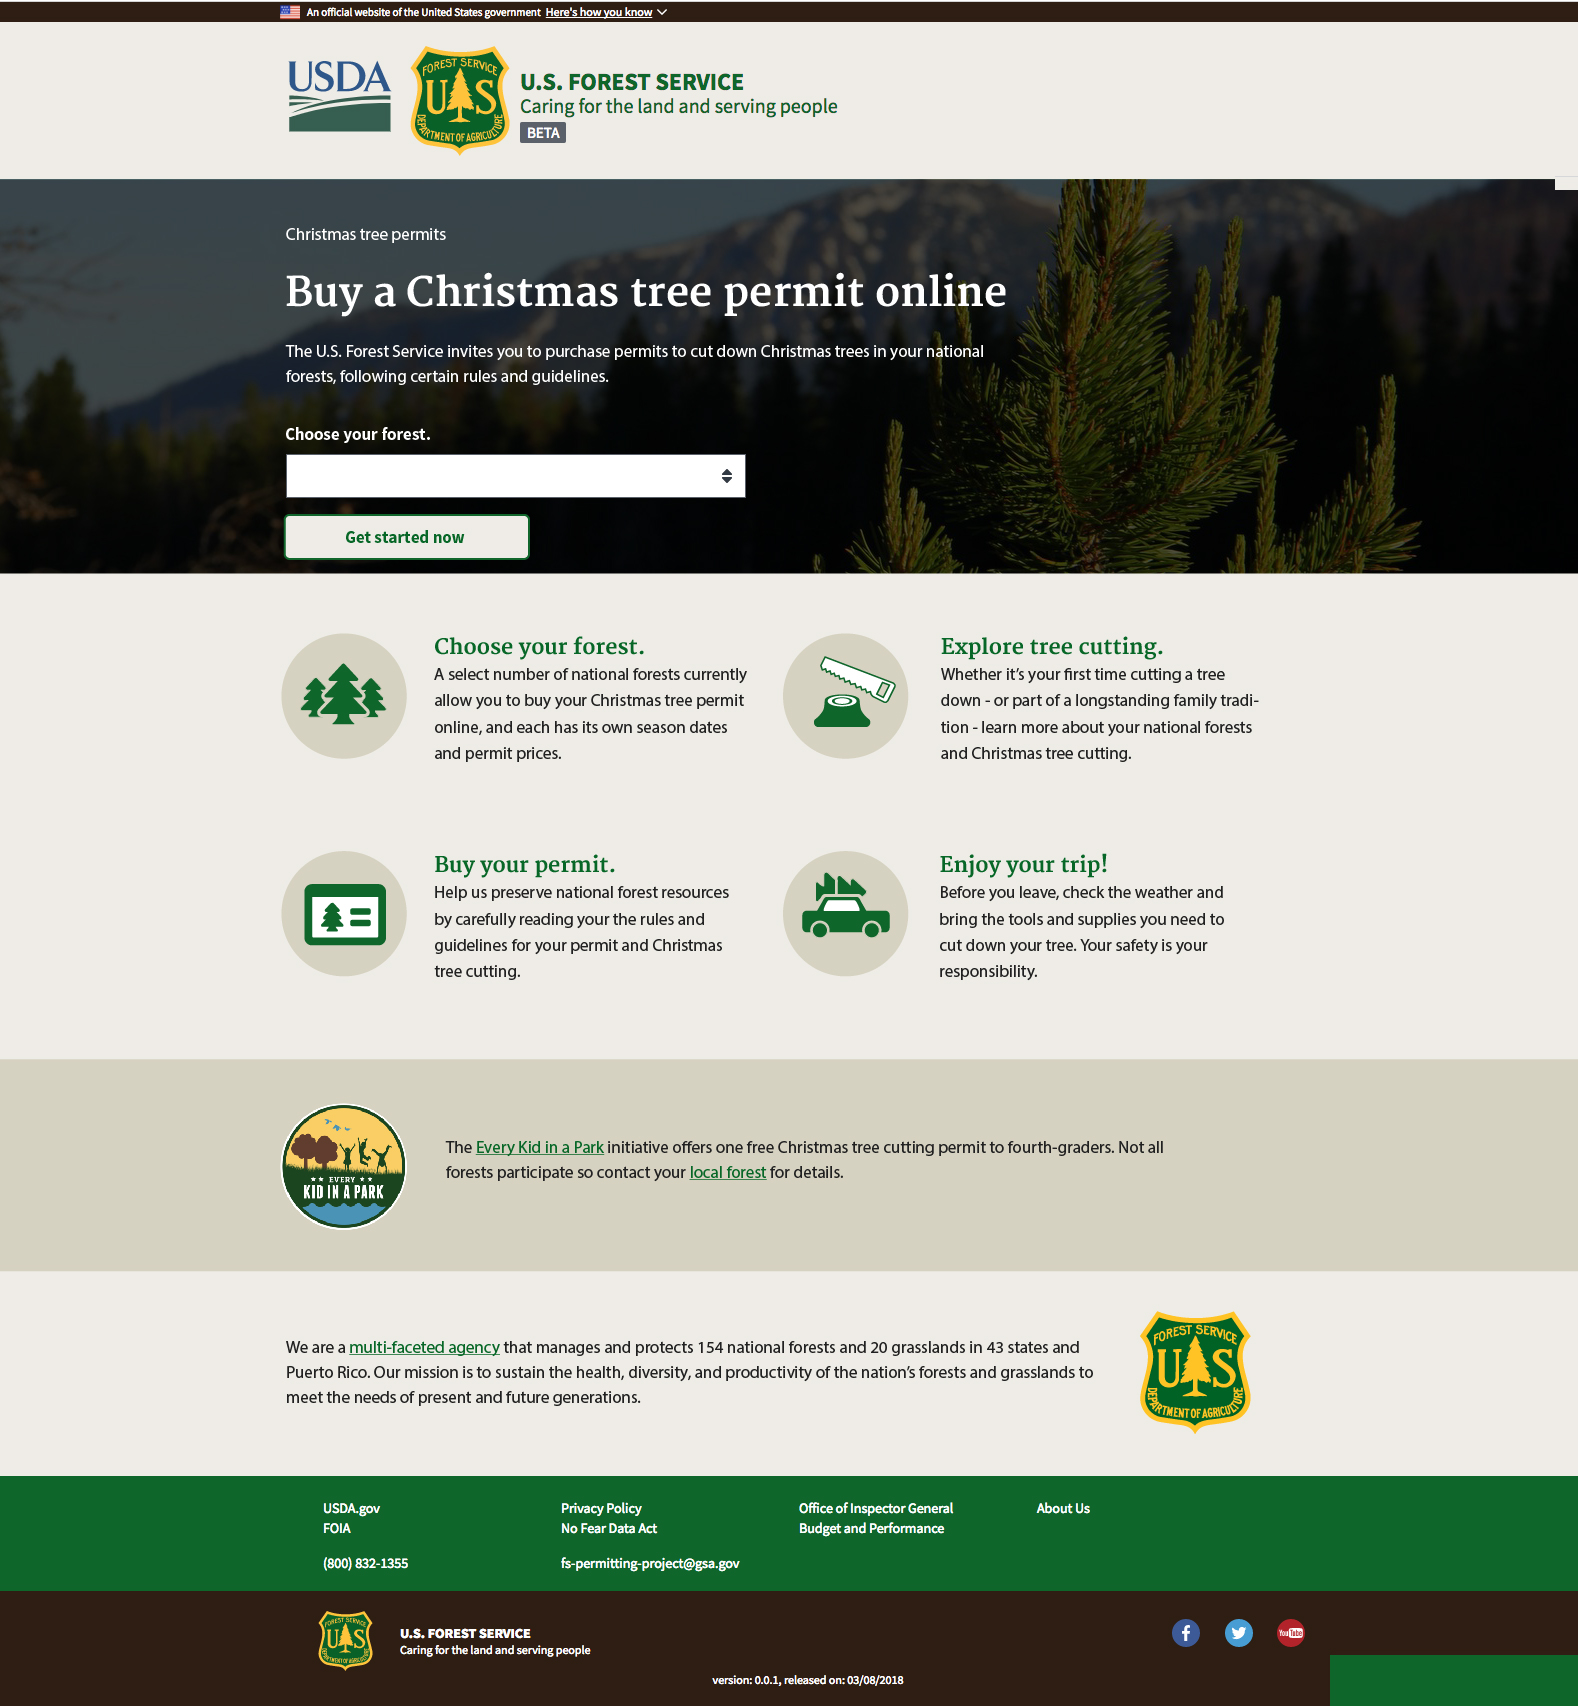 An official website of the United States government Here's how you know
USDA
FOREST SERVICE
U S
DEPARTMENT OF AGRICULTURE
U.S. FOREST SERVICE
Caring for the land and serving people
BETA
Christmas tree permits
Buy a Christmas tree permit online
The U.S. Forest Service invites you to purchase permits to cut down Christmas trees in your national
forests, following certain rules and guidelines.
Choose your forest.
Get started now
Choose your forest.
A select number of national forests currently
allow you to buy your Christmas tree permit
online, and each has its own season dates
and permit prices.
Explore tree cutting.
Whether it’s your first time cutting a tree
down - or part of a longstanding family tradi-
tion - learn more about your national forests
and Christmas tree cutting.
Buy your permit.
Help us preserve national forest resources
by carefully reading your the rules and
guidelines for your permit and Christmas
tree cutting.
Enjoy your trip!
Before you leave, check the weather and
bring the tools and supplies you need to
cut down your tree. Your safety is your
responsibility.
EVERY
KID IN A PARK
The Every Kid in a Park initiative offers one free Christmas tree cutting permit to fourth-graders. Not all
forests participate so contact your local forest for details.
We are a multi-faceted agency that manages and protects 154 national forests and 20 grasslands in 43 states and
Puerto Rico. Our mission is to sustain the health, diversity, and productivity of the nation’s forests and grasslands to
meet the needs of present and future generations.
FOREST SERVICE
U S
DEPARTMENT OF AGRICULTURE
USDA.gov
FOIA
(800) 832-1355
Privacy Policy
No Fear Data Act
fs-permitting-project@gsa.gov
Office of Inspector General
Budget and Performance
About Us
FOREST SERVICE
U S
DEPARTMENT OF AGRICULTURE
U.S. FOREST SERVICE
Caring for the land and serving people
f
You Tube
version: 0.0.1, released on: 03/08/2018